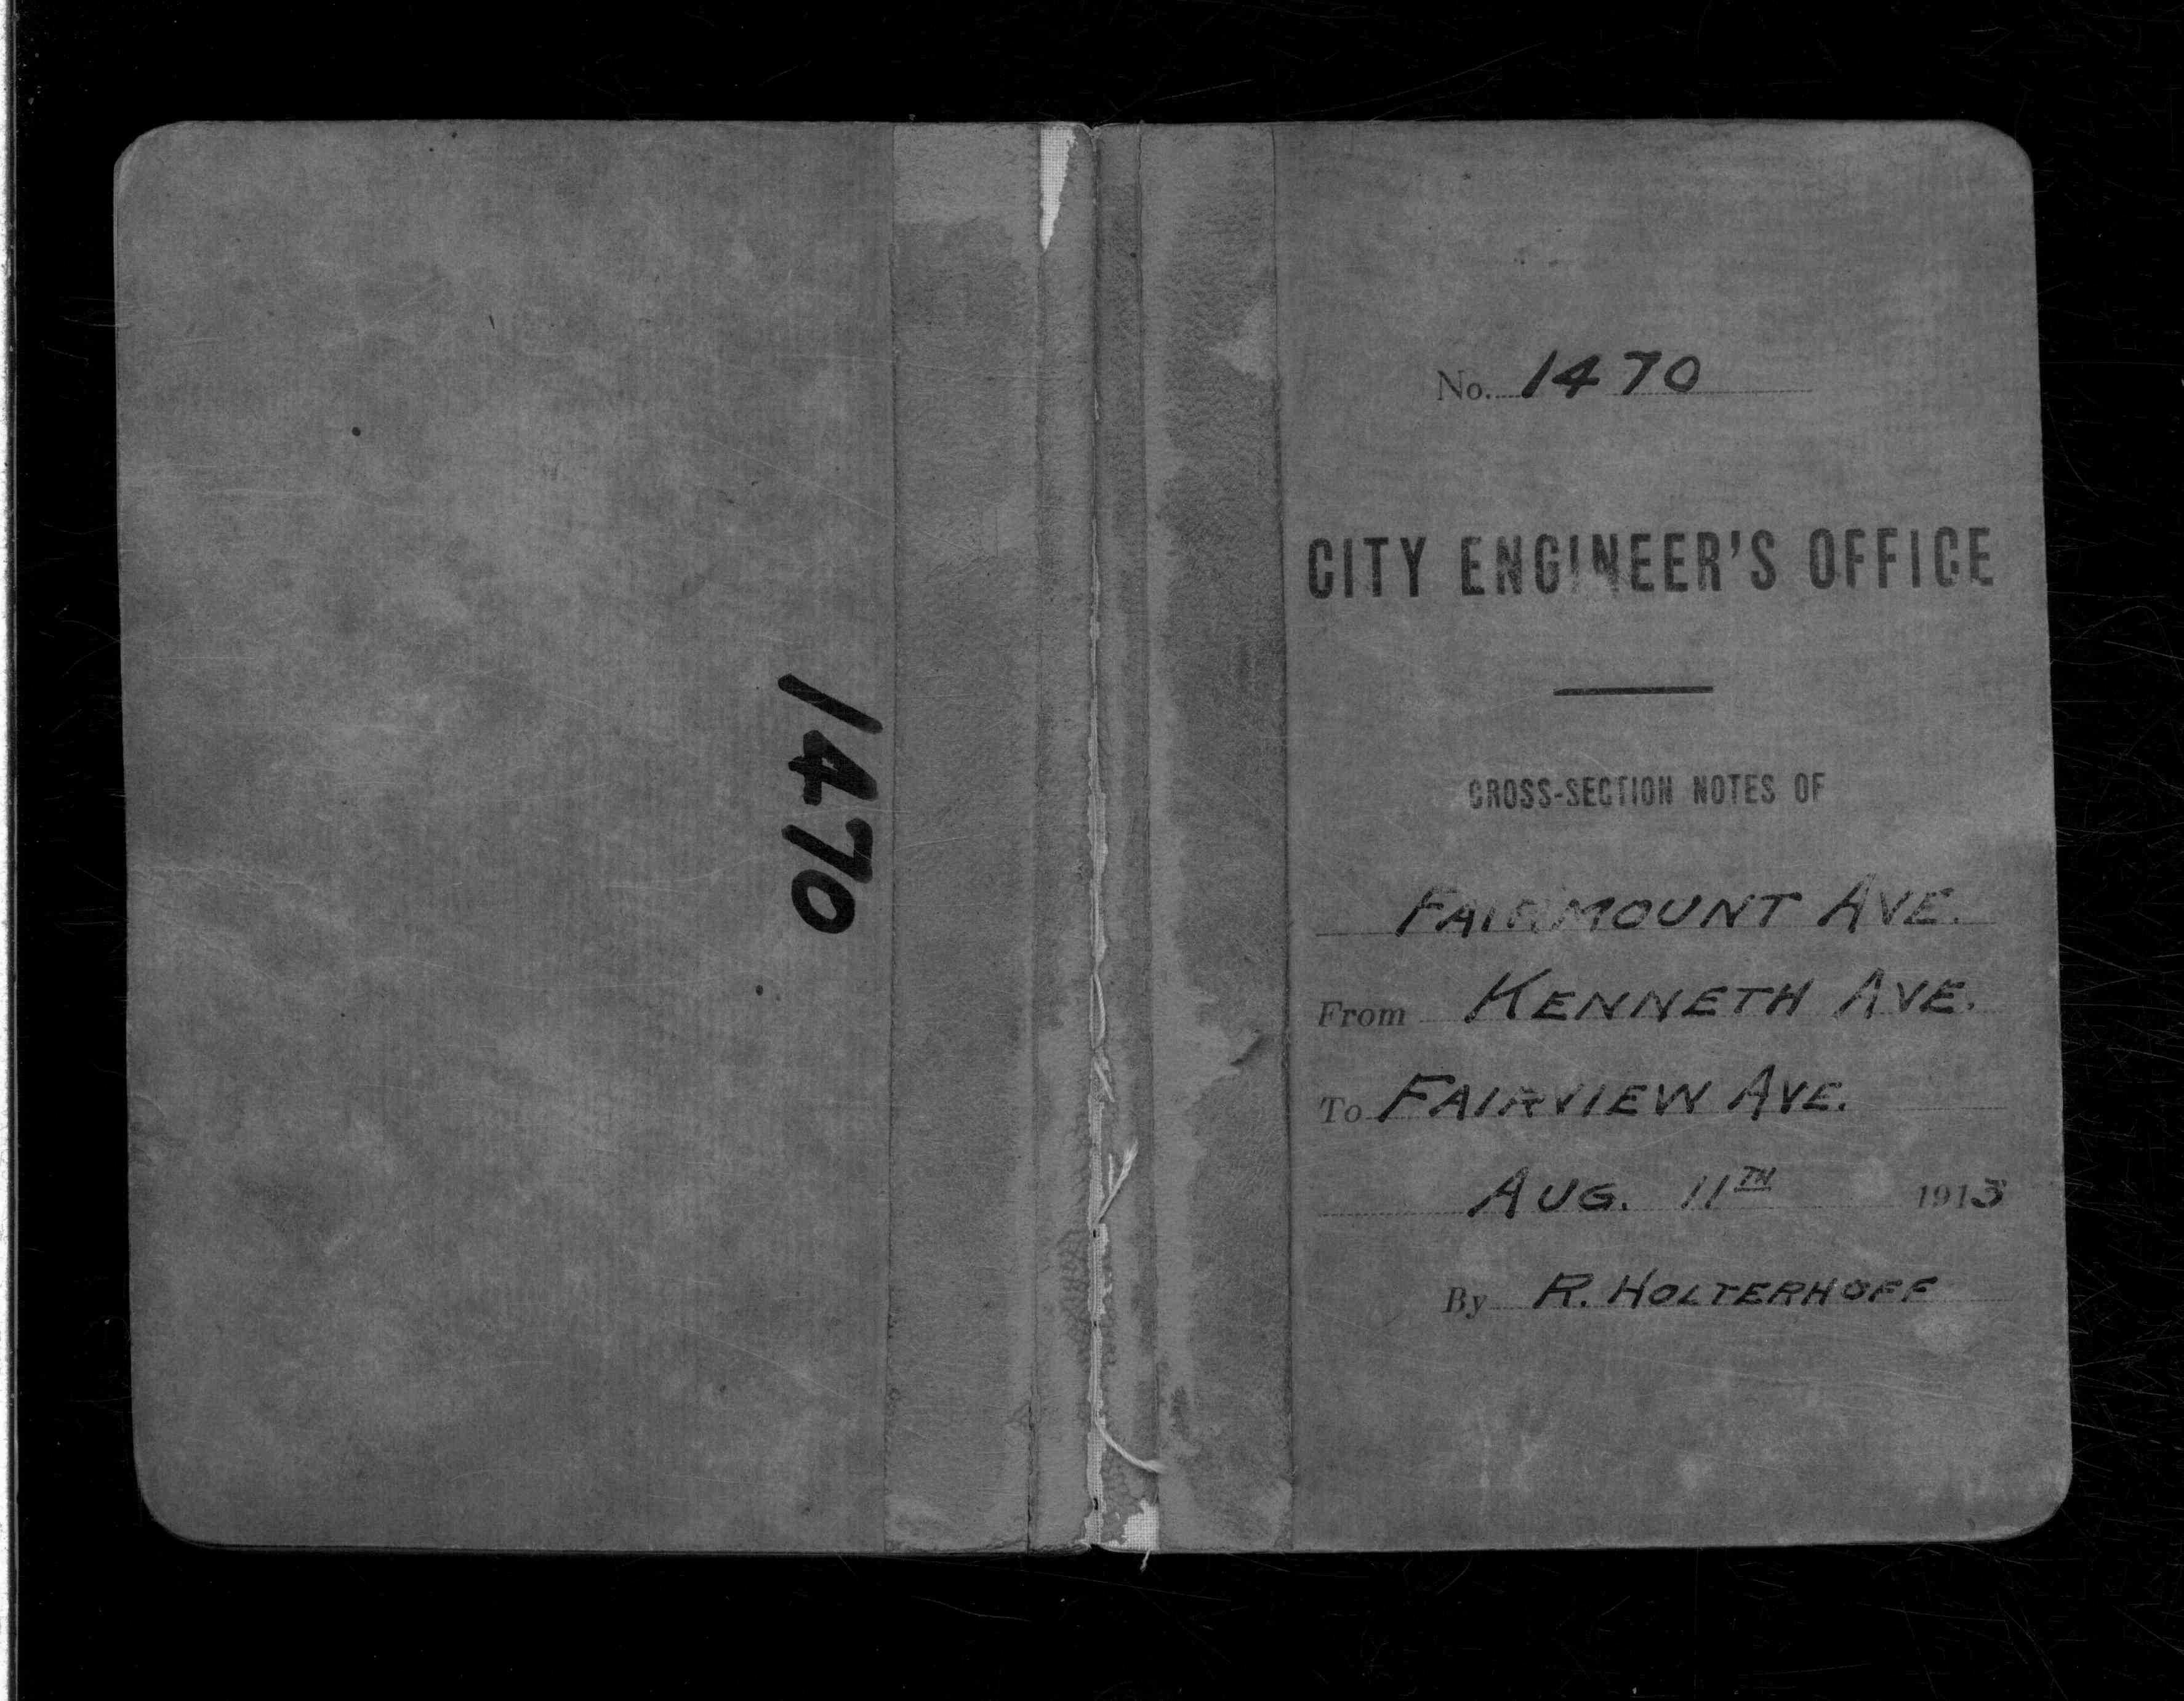 1470
No. 1470
CITY ENGINEER'S OFFICE
CROSS-SECTION NOTES OF
FAIRMOUNT AVE.
From KENNETH AVE.
To FAIRVIEW AVE.
AUG. 11TH 1913
By R. HOLTERHOFF